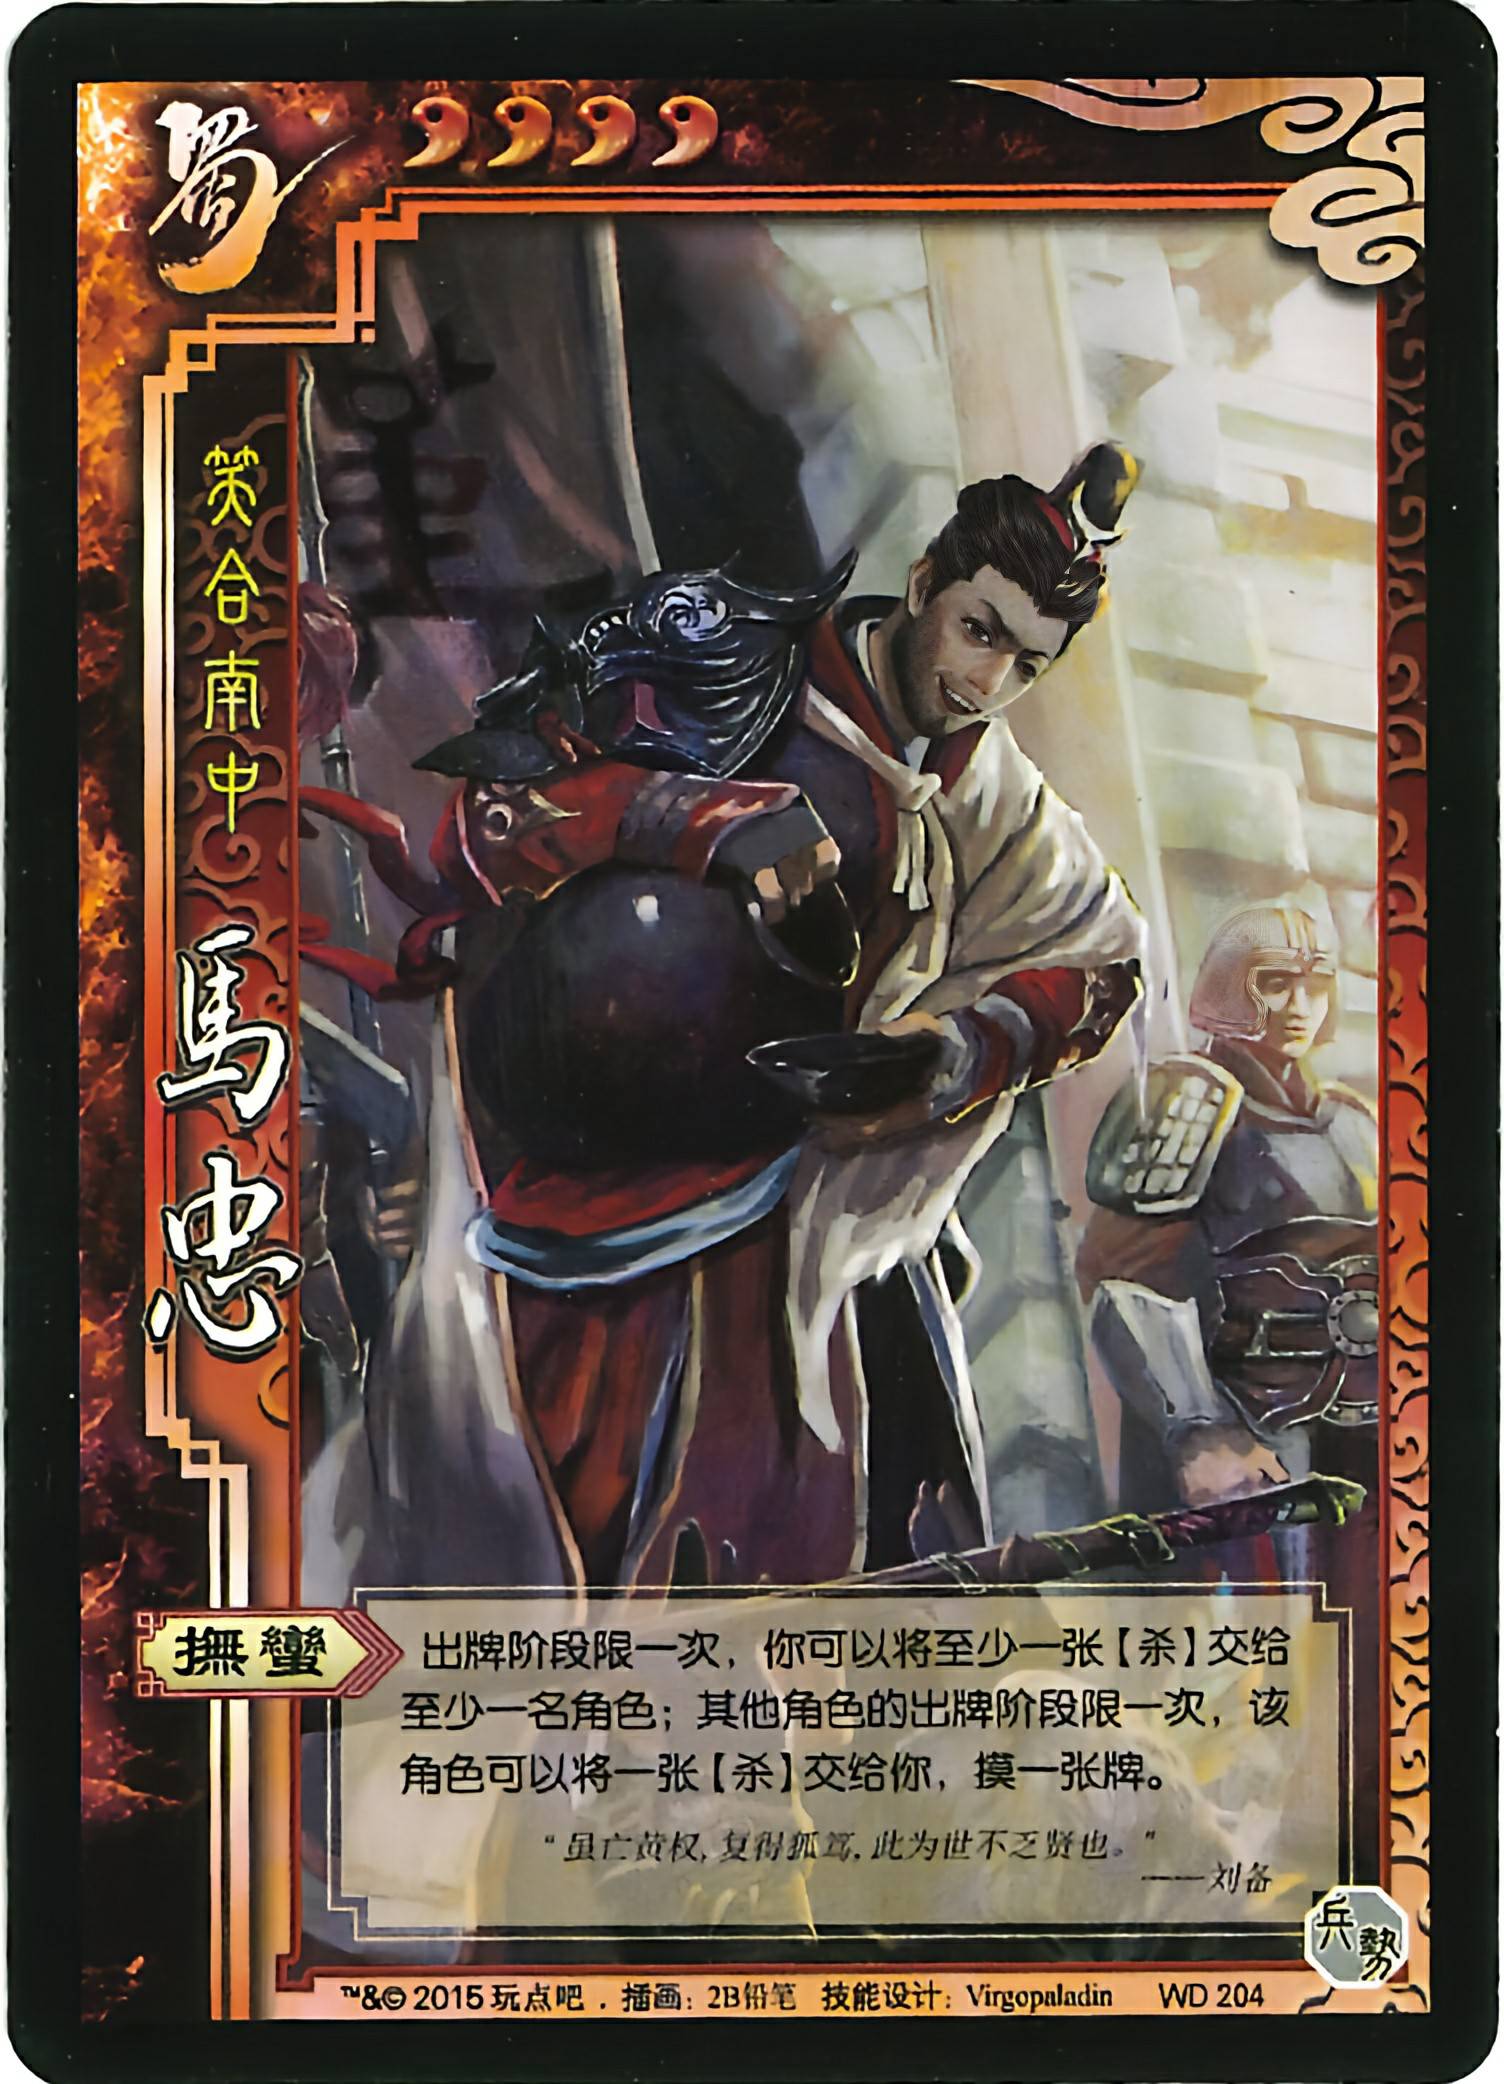 蜀
笑合南中
馬忠
撫蠻
出牌阶段限一次，你可以将至少一张【杀】交给
至少一名角色；其他角色的出牌阶段限一次，该
角色可以将一张【杀】交给你，摸一张牌。
“虽亡黄权，复得狐笃，此为世不乏贤也。”
——刘备
兵勢
™&© 2015 玩点吧 . 插画：2B铅笔 技能设计：Virgopaladin WD 204